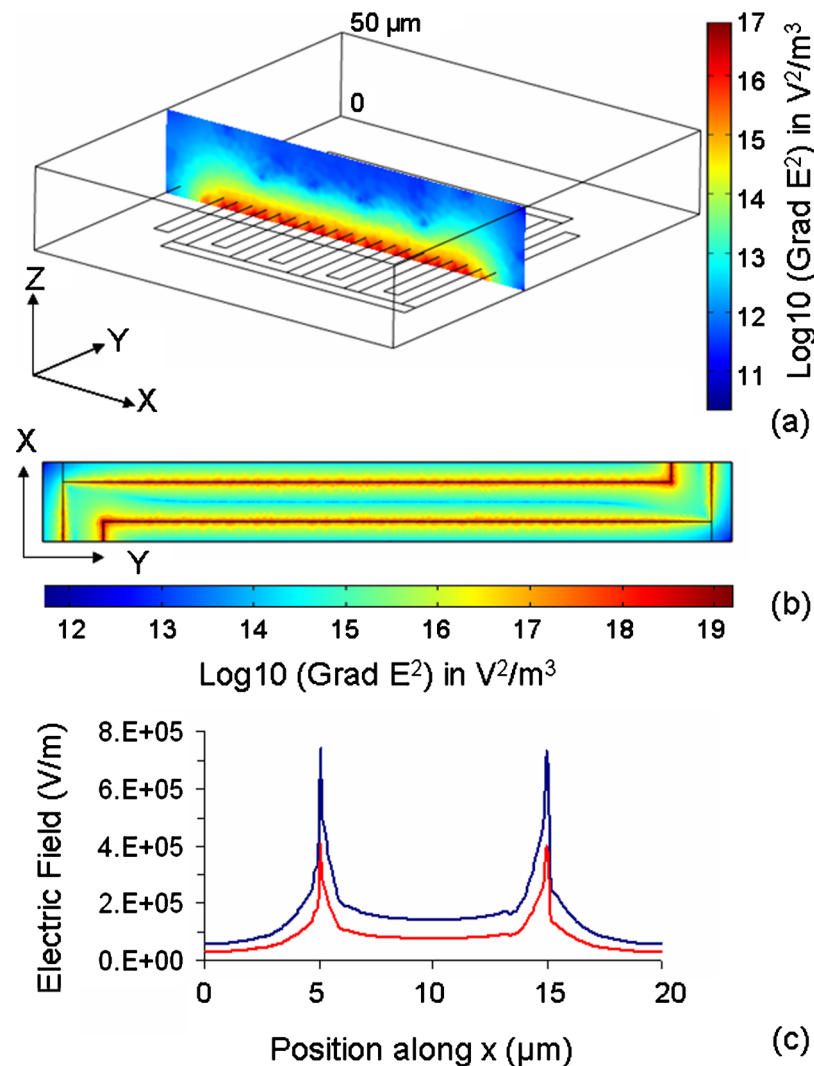 50 µm
0
17
16
15
14
13
12
11
Log10 (Grad E²) in V²/m³
Z
Y
X
(a)
X
Y
12 13 14 15 16 17 18 19
(b)
Log10 (Grad E²) in V²/m³
8.E+05
6.E+05
4.E+05
2.E+05
0.E+00
Electric Field (V/m)
0 5 10 15 20
Position along x (µm)
(c)